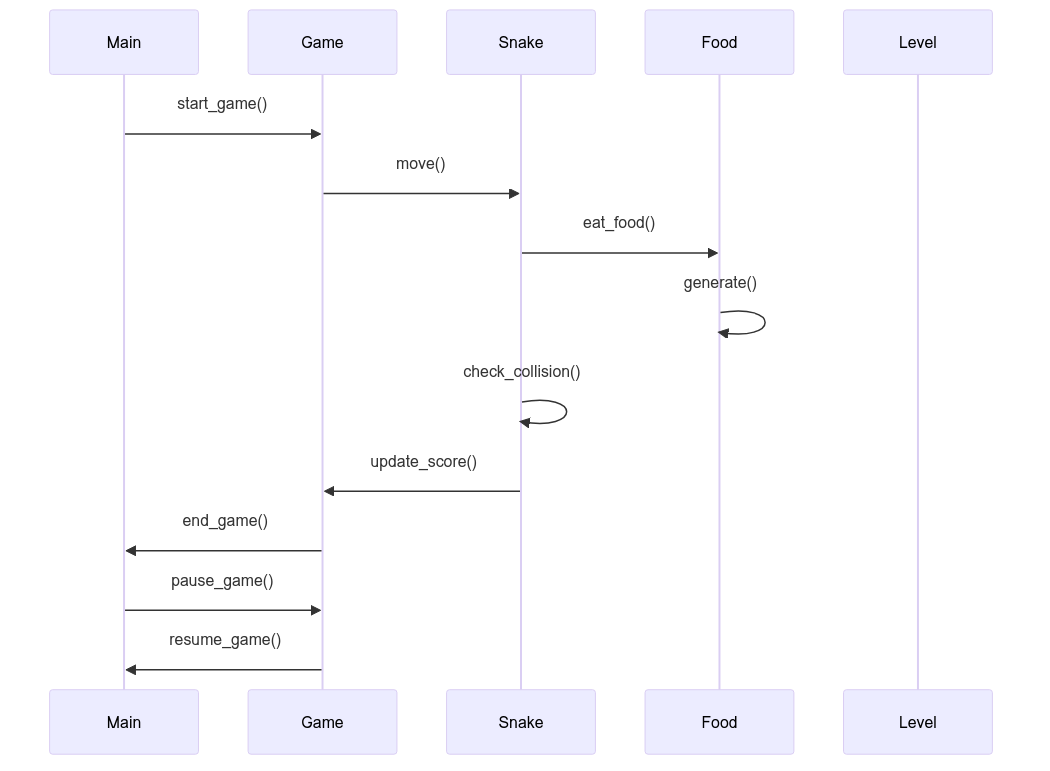 Main Game Snake Food Level
start_game()
move()
eat_food()
generate()
check_collision()
update_score()
end_game()
pause_game()
resume_game()
Main Game Snake Food Level